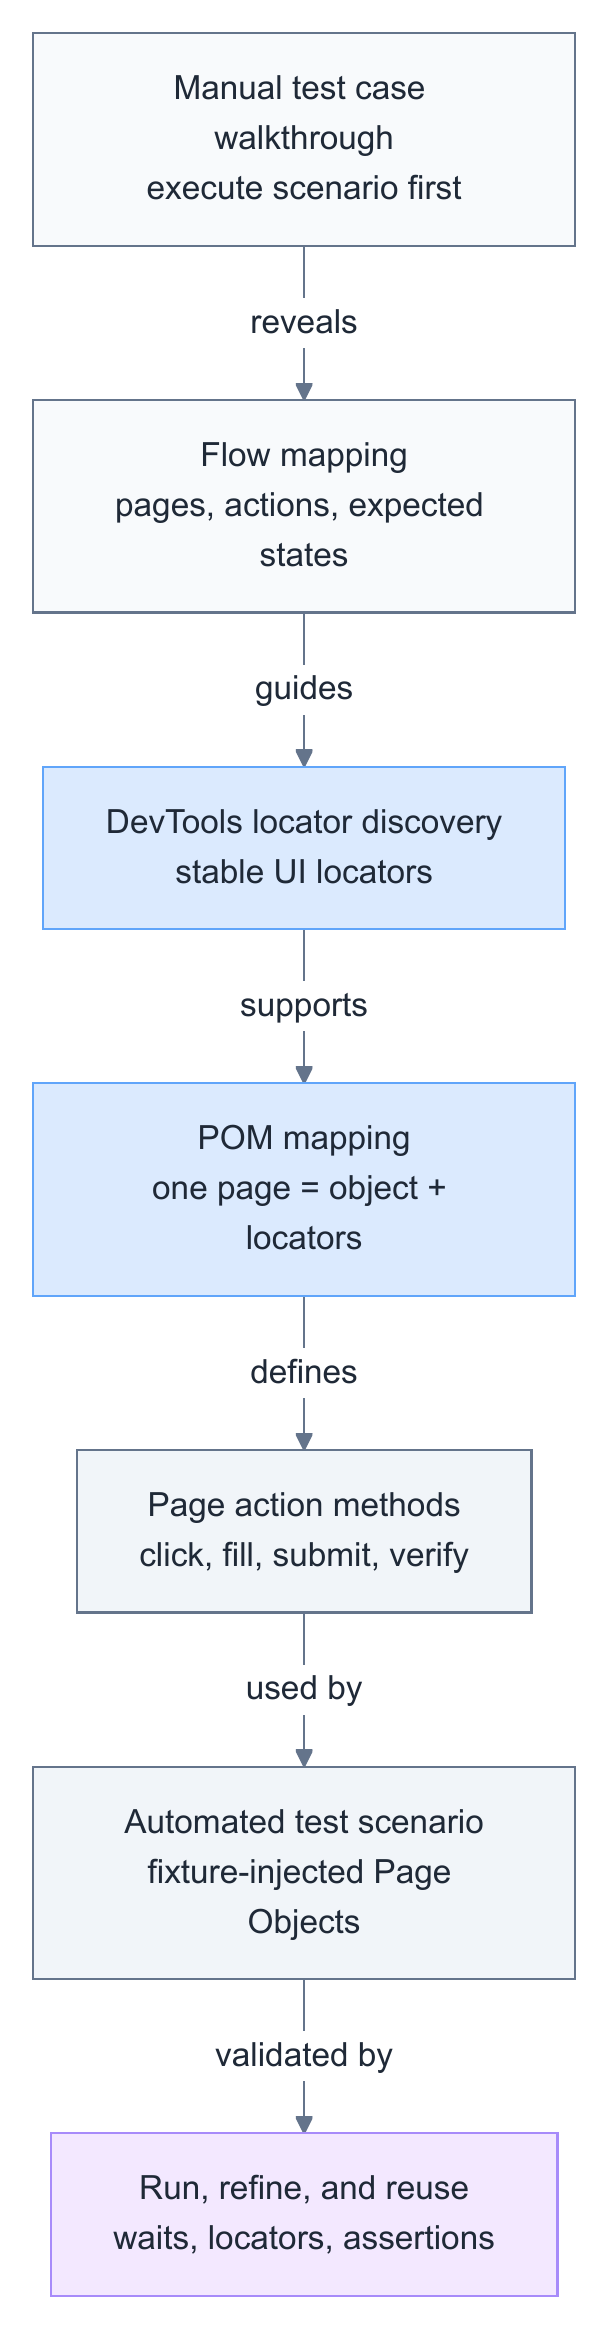 Manual test case
walkthrough
execute scenario first
reveals
Flow mapping
pages, actions, expected
states
guides
DevTools locator discovery
stable UI locators
supports
POM mapping
one page = object +
locators
defines
Page action methods
click, fill, submit, verify
used by
Automated test scenario
fixture-injected Page
Objects
validated by
Run, refine, and reuse
waits, locators, assertions